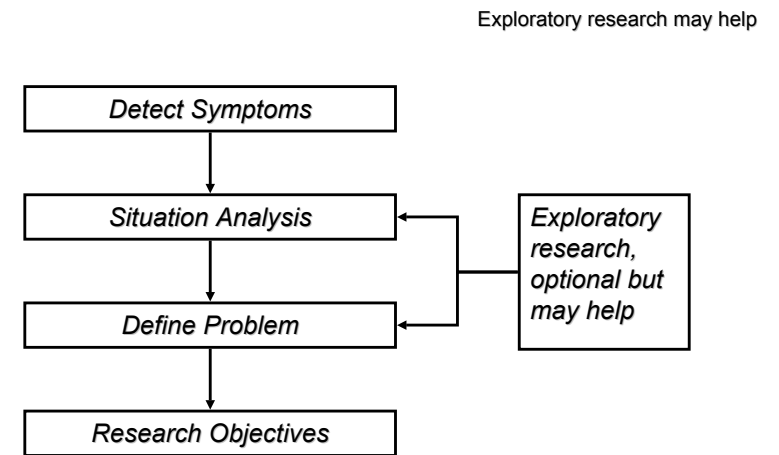 Exploratory research may help
Detect Symptoms
Situation Analysis
Exploratory
research,
optional but
may help
Define Problem
Research Objectives